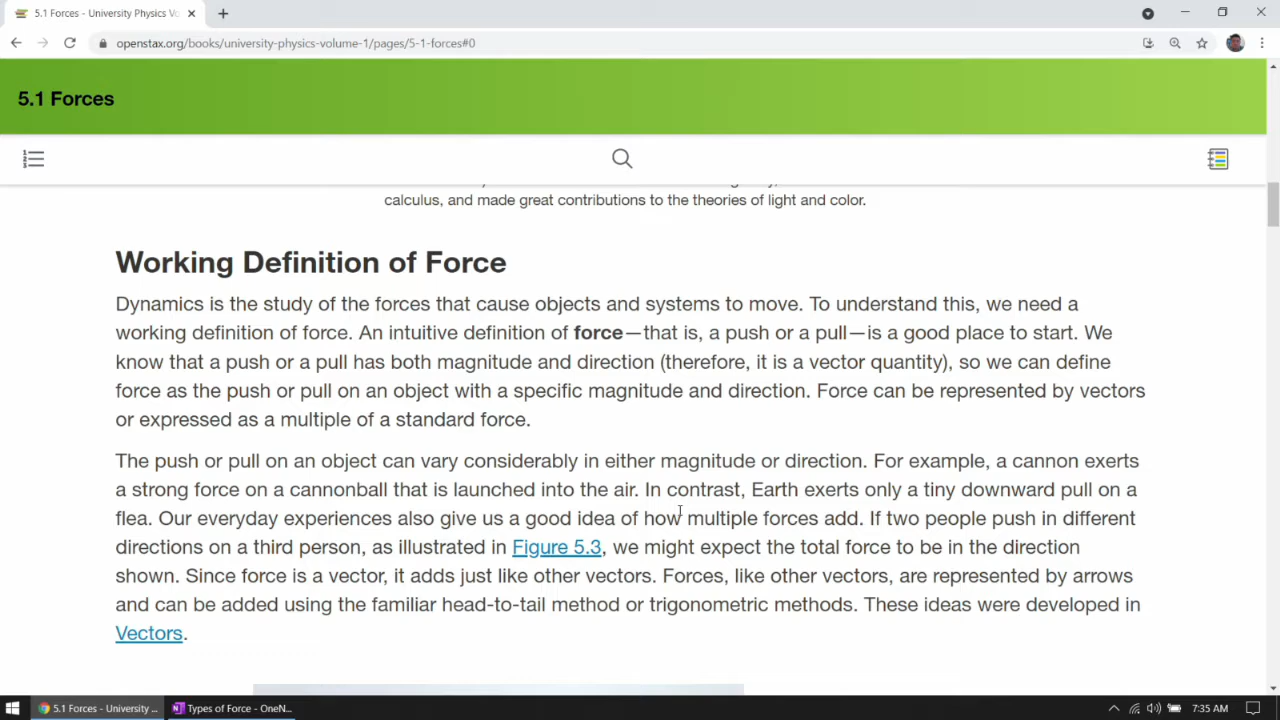 5.1 Forces - University Physics Vo
openstax.org/books/university-physics-volume-1/pages/5-1-forces#0
5.1 Forces
calculus, and made great contributions to the theories of light and color.
Working Definition of Force
Dynamics is the study of the forces that cause objects and systems to move. To understand this, we need a
working definition of force. An intuitive definition of force—that is, a push or a pull—is a good place to start. We
know that a push or a pull has both magnitude and direction (therefore, it is a vector quantity), so we can define
force as the push or pull on an object with a specific magnitude and direction. Force can be represented by vectors
or expressed as a multiple of a standard force.
The push or pull on an object can vary considerably in either magnitude or direction. For example, a cannon exerts
a strong force on a cannonball that is launched into the air. In contrast, Earth exerts only a tiny downward pull on a
flea. Our everyday experiences also give us a good idea of how multiple forces add. If two people push in different
directions on a third person, as illustrated in Figure 5.3, we might expect the total force to be in the direction
shown. Since force is a vector, it adds just like other vectors. Forces, like other vectors, are represented by arrows
and can be added using the familiar head-to-tail method or trigonometric methods. These ideas were developed in
Vectors.
5.1 Forces - University ... Types of Force - OneN... 7:35 AM